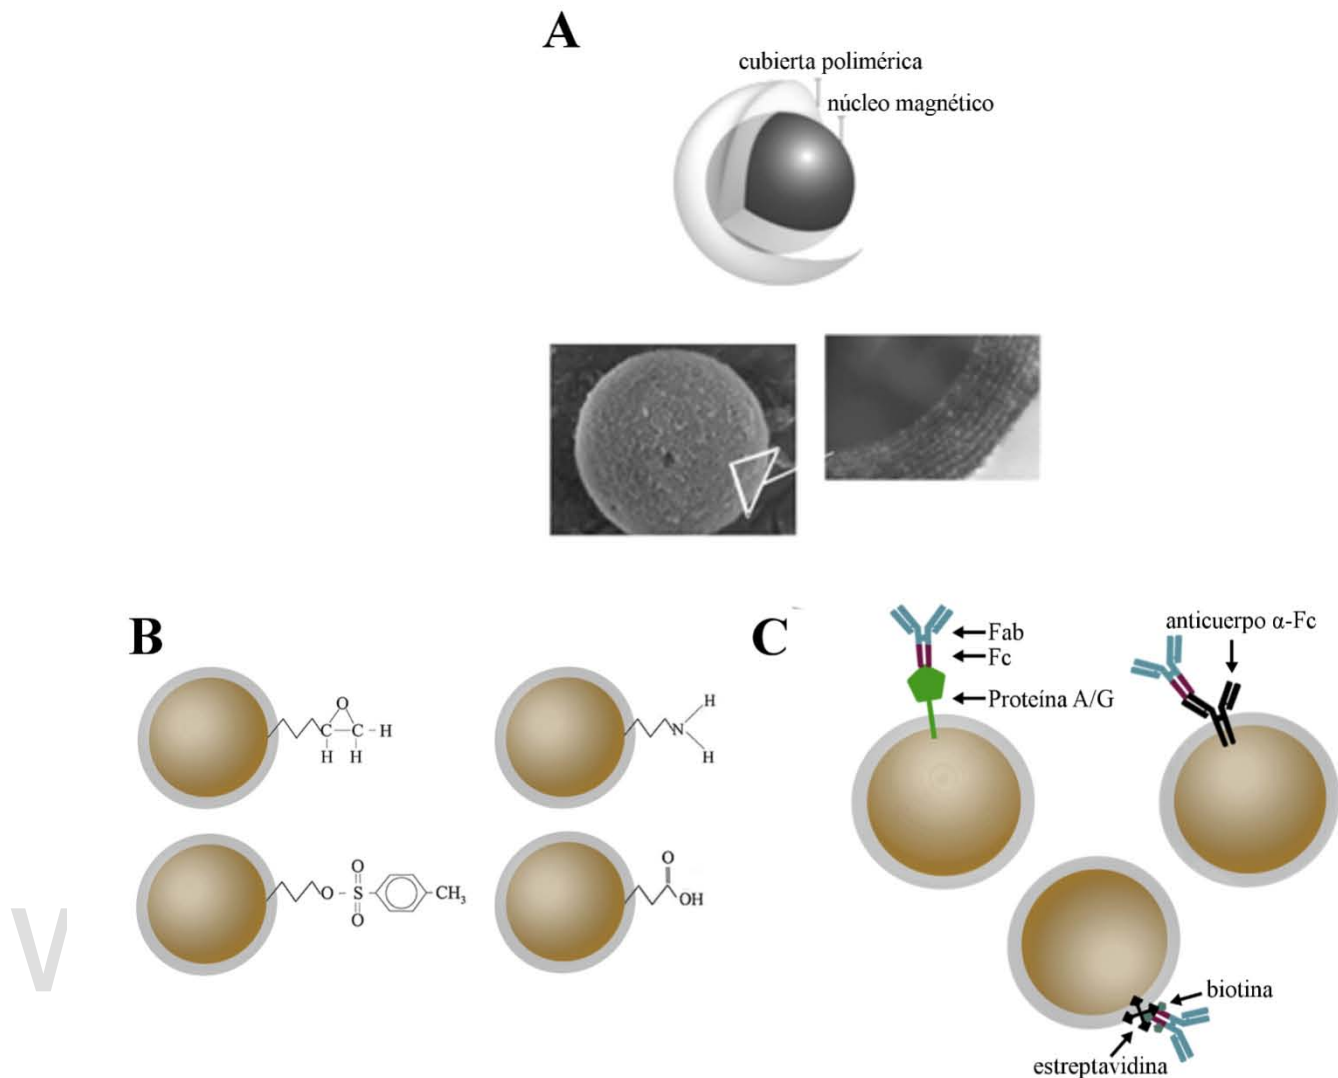 A
cubierta polimérica
núcleo magnético
B
O
C
C
H
H
H
N
H
H
O
O
S
O
CH3
O
OH
C
Fab
Fc
Proteína A/G
anticuerpo α-Fc
biotina
estreptavidina
V